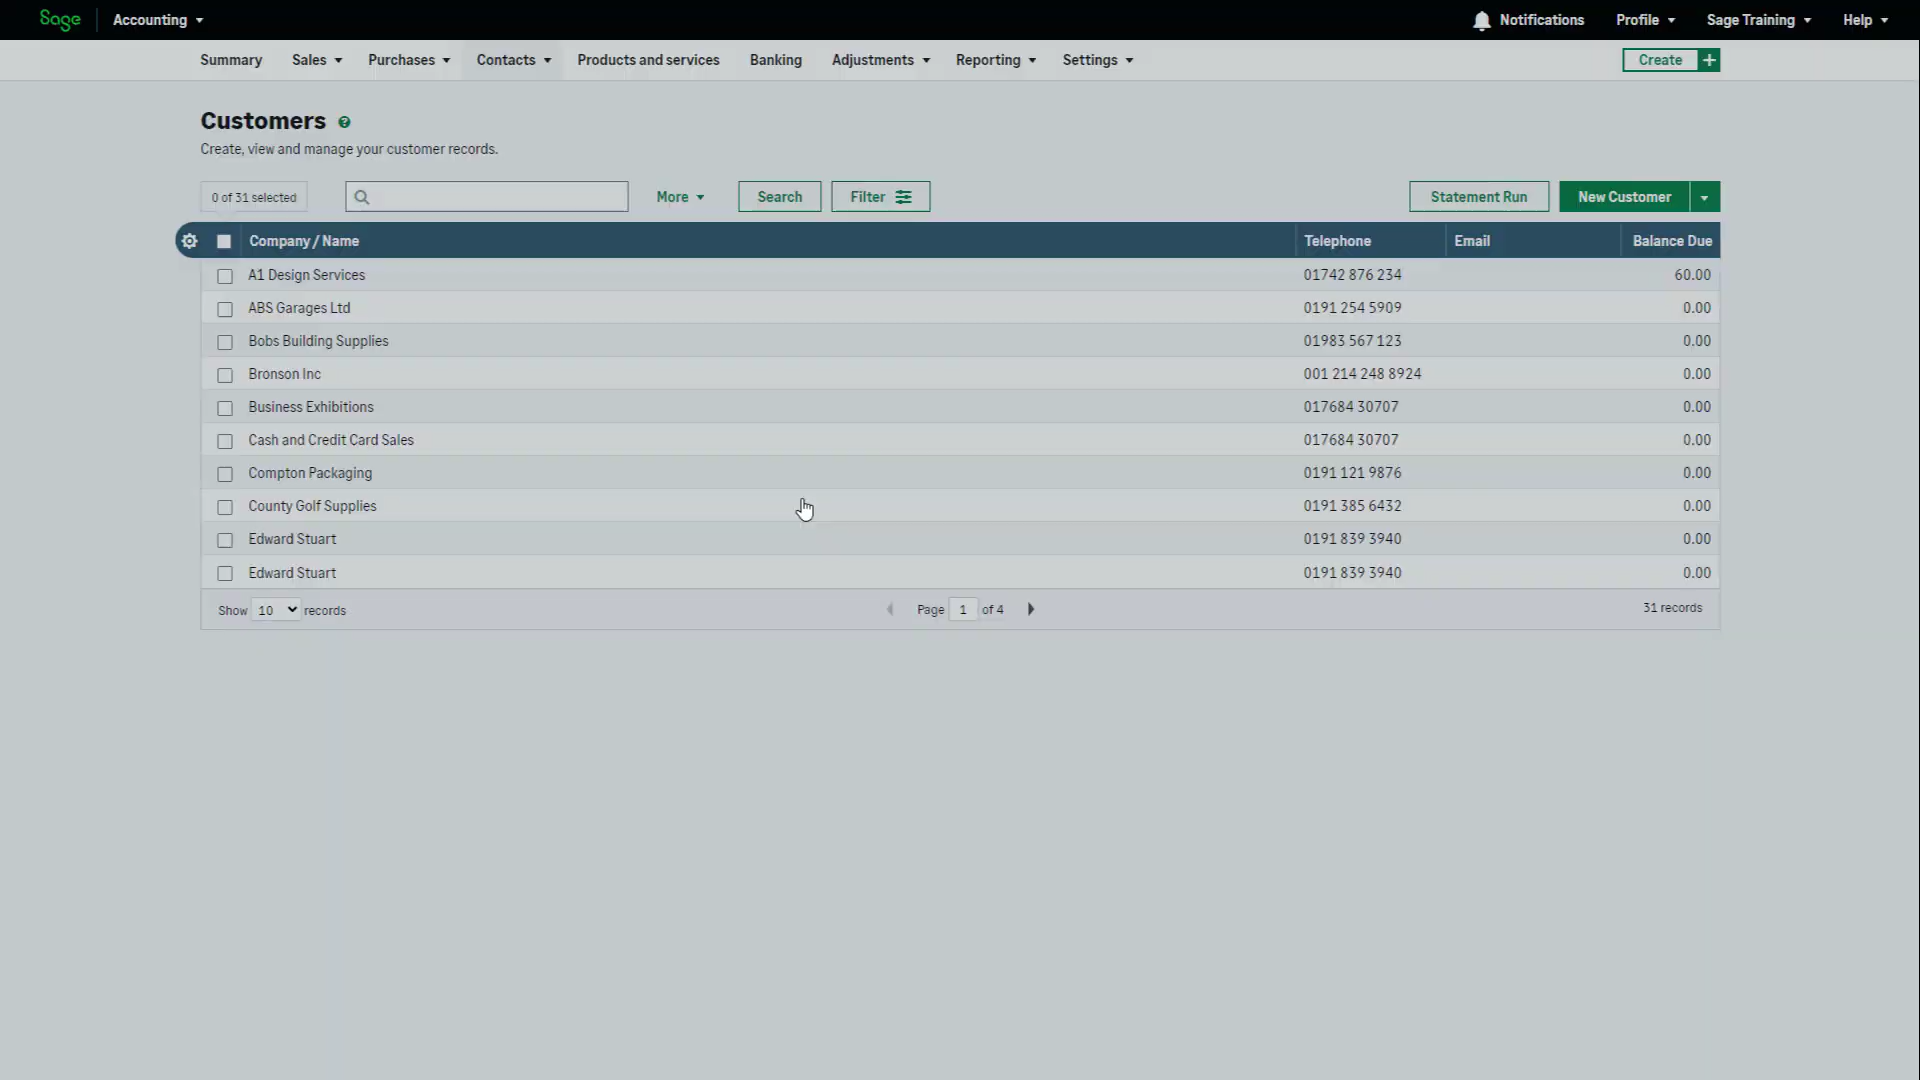 Sage Accounting Notifications Profile Sage Training Help
Summary Sales Purchases Contacts Products and services Banking Adjustments Reporting Settings Create +
Customers ?
Create, view and manage your customer records.
0 of 31 selected More Search Filter Statement Run New Customer
Company / Name Telephone Email Balance Due
A1 Design Services 01742 876 234 60.00
ABS Garages Ltd 0191 254 5909 0.00
Bobs Building Supplies 01983 567 123 0.00
Bronson Inc 001 214 248 8924 0.00
Business Exhibitions 017684 30707 0.00
Cash and Credit Card Sales 017684 30707 0.00
Compton Packaging 0191 121 9876 0.00
County Golf Supplies 0191 385 6432 0.00
Edward Stuart 0191 839 3940 0.00
Edward Stuart 0191 839 3940 0.00
Show 10 records Page 1 of 4 31 records